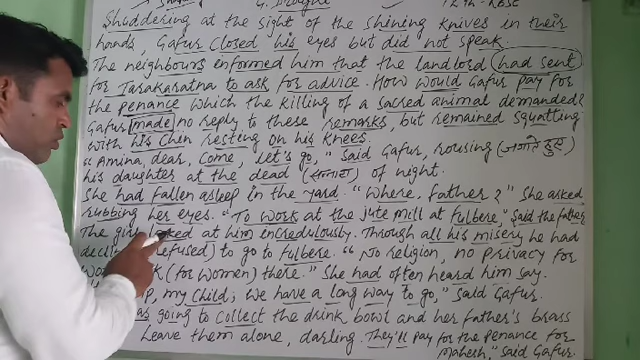 G. Drought 12th-RBSE
Shoddering at the sight of the shining knives in their
hands, Gafur closed his eyes but did not speak
The neighbours informed him that the landlord had sent
for Tarakaratna to ask for advice. How would Gafur pay for
the penance which the killing of a sacred animal demanded?
Gafur made no reply to these remarks, but remained squatting
with his chin resting on his knees.
"Amina, dear, come, let's go," said Gafur, rousing (जगाते हुए)
his daughter at the dead of night.
She had fallen asleep in the yard. "Where, father?" She asked
rubbing her eyes. "To work at the jute mill at fulbere," said the father
The girl looked at him incredulously. Through all his misery he had
(refused) to go to fulbere. "No religion, no privacy for
(for women) there." She had often heard him say.
my child; we have a long way to go," said Gafur.
going to collect the drink bowl and her father's brass
Leave them alone, darling. They'll pay for the penance for
Mahesh," said Gafur